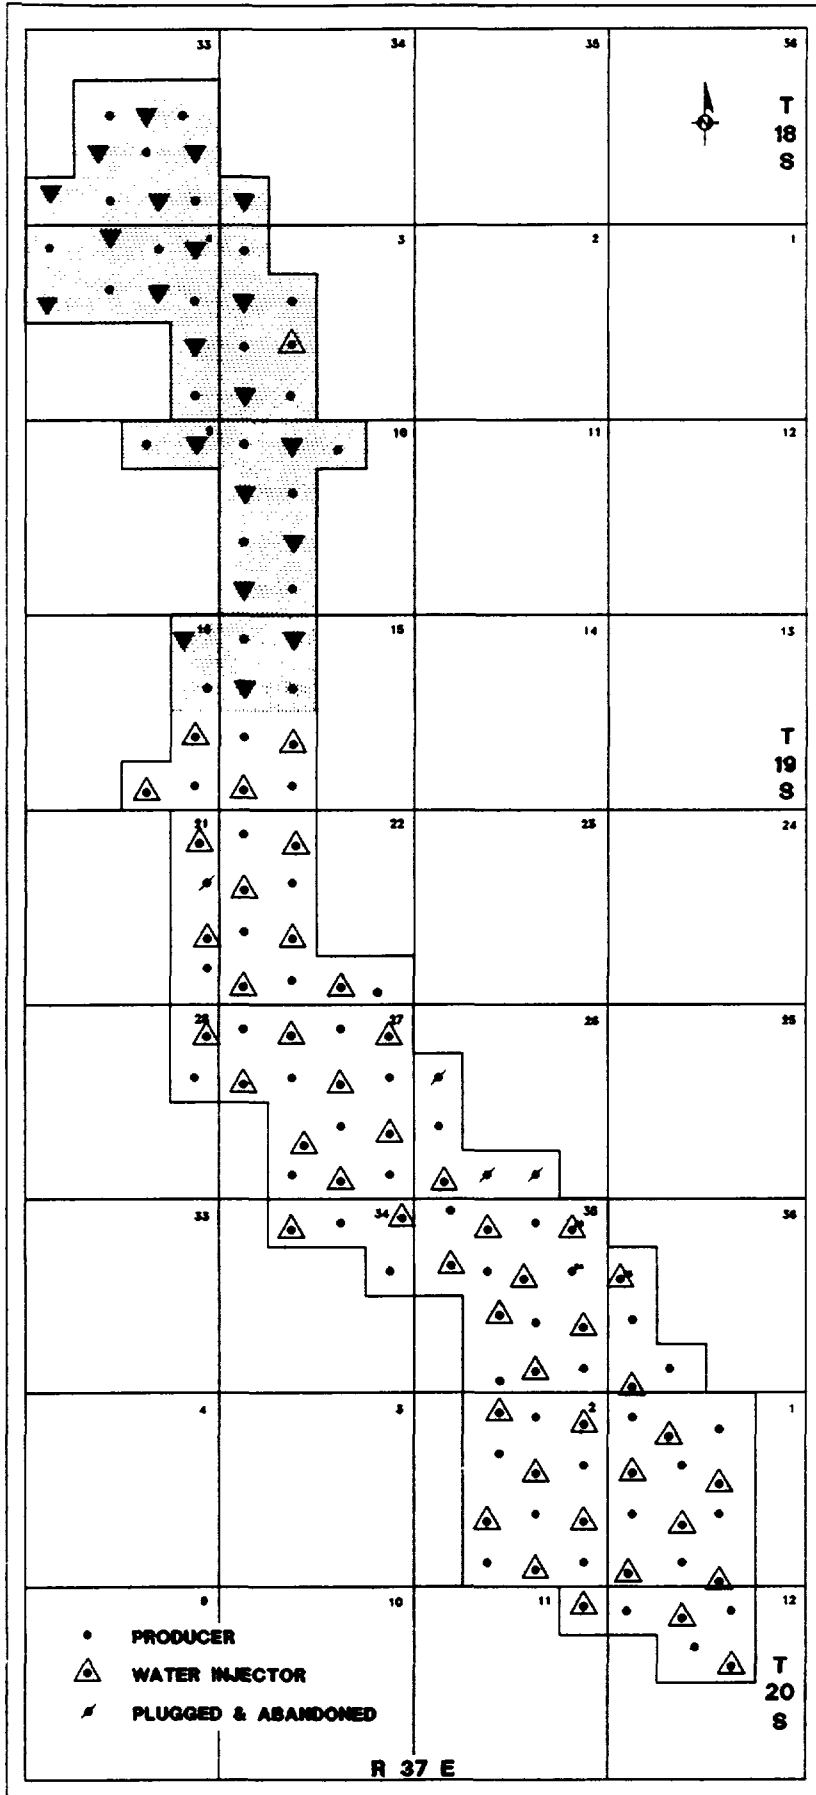 33 34 35 36
T
18
S
4 3 2 1
9 10 11 12
16 15 14 13
T
19
S
21 22 23 24
28 27 26 25
33 34 35 36
4 3 2 1
9 10 11 12
PRODUCER
WATER INJECTOR
PLUGGED & ABANDONED
T
20
S
R 37 E